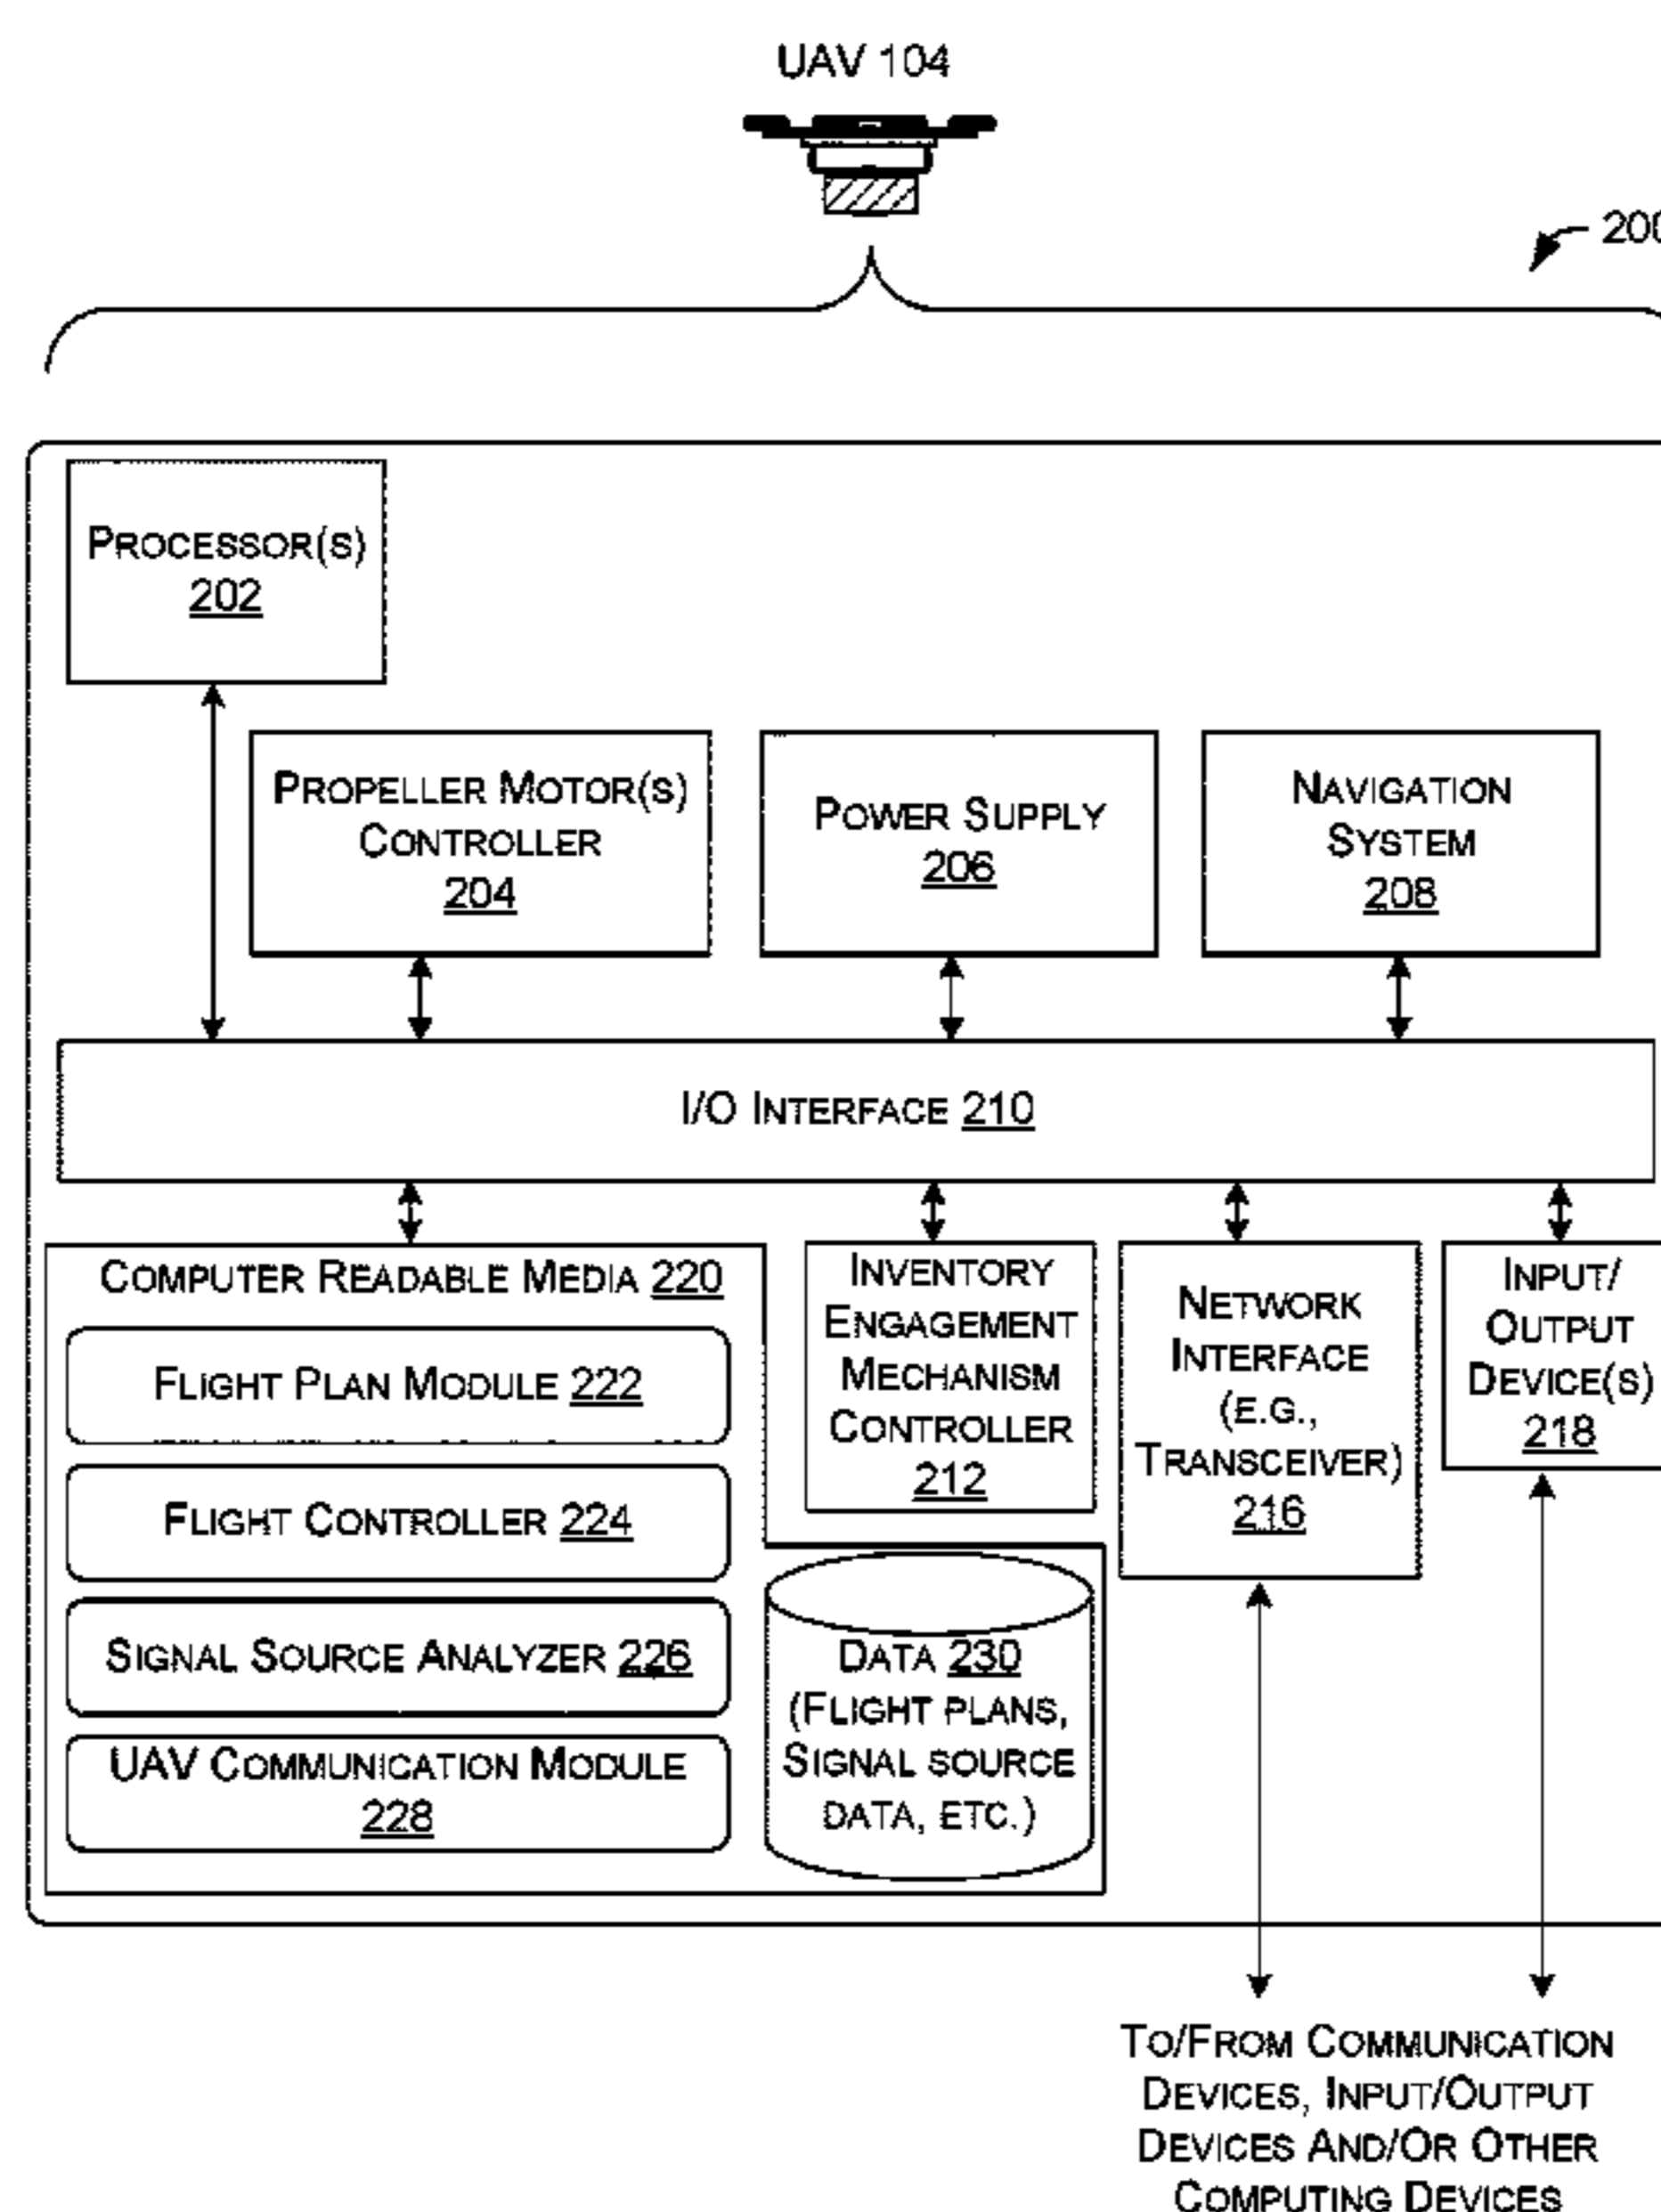 UAV 104
200
PROCESSOR(S)
202
PROPELLER MOTOR(S)
CONTROLLER
204
POWER SUPPLY
206
NAVIGATION
SYSTEM
208
I/O INTERFACE 210
COMPUTER READABLE MEDIA 220
FLIGHT PLAN MODULE 222
FLIGHT CONTROLLER 224
SIGNAL SOURCE ANALYZER 226
UAV COMMUNICATION MODULE
228
DATA 230
(FLIGHT PLANS,
SIGNAL SOURCE
DATA, ETC.)
INVENTORY
ENGAGEMENT
MECHANISM
CONTROLLER
212
NETWORK
INTERFACE
(E.G.,
TRANSCEIVER)
216
INPUT/
OUTPUT
DEVICE(S)
218
TO/FROM COMMUNICATION
DEVICES, INPUT/OUTPUT
DEVICES AND/OR OTHER
COMPUTING DEVICES